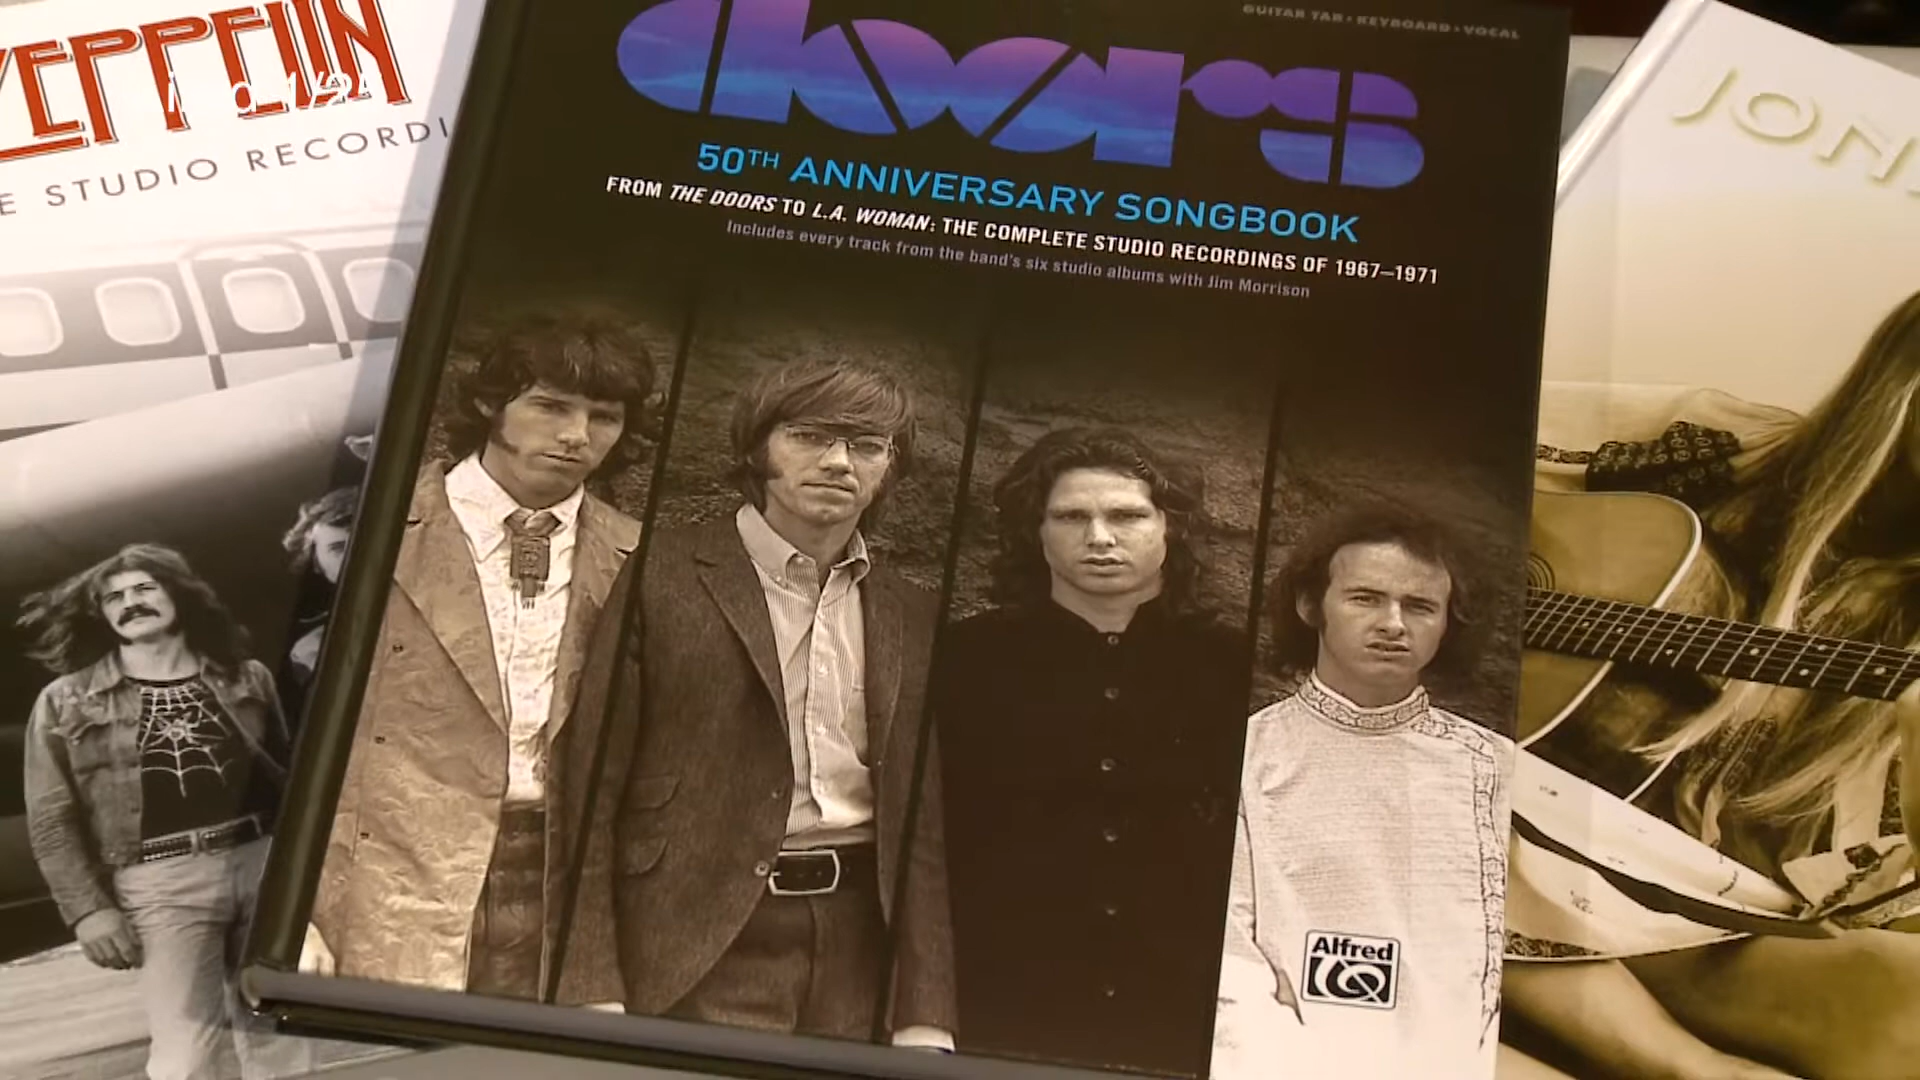 ZEPPELIN
E STUDIO RECORDI
GUITAR TAB • KEYBOARD • VOCAL
doors
50TH ANNIVERSARY SONGBOOK
FROM THE DOORS TO L.A. WOMAN: THE COMPLETE STUDIO RECORDINGS OF 1967–1971
Includes every track from the band's six studio albums with Jim Morrison
JONI
Alfred